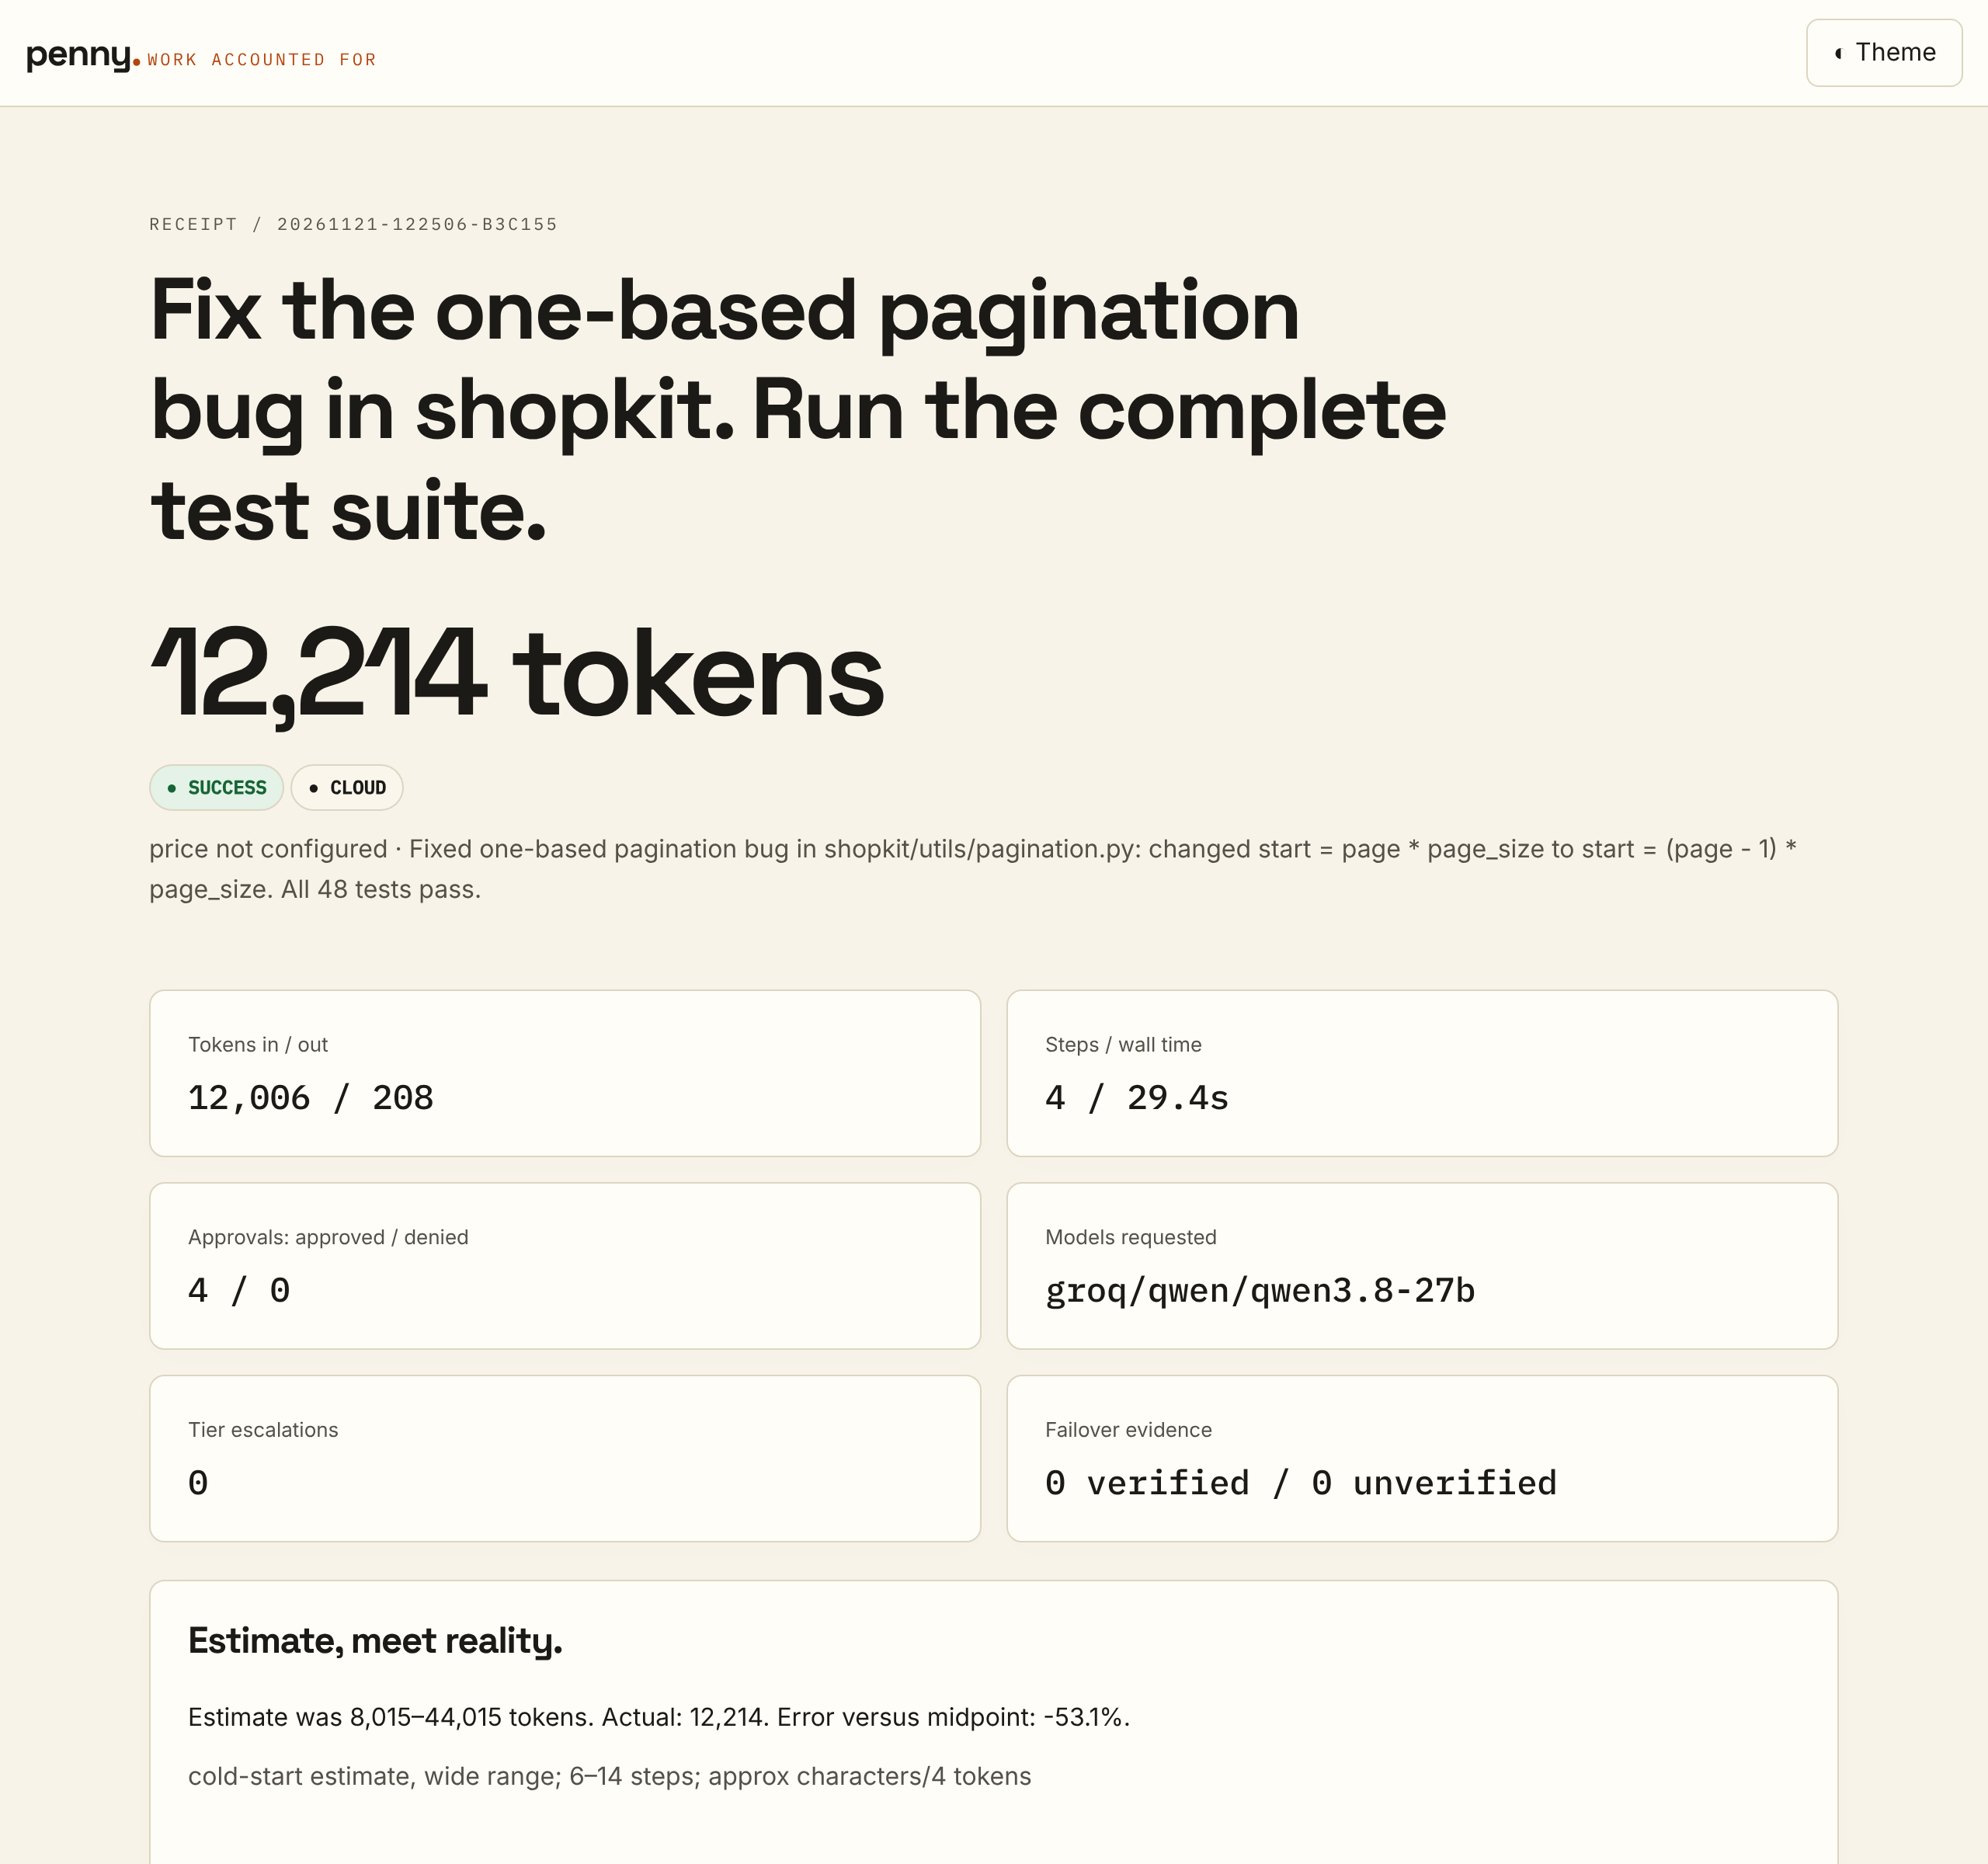 penny. WORK ACCOUNTED FOR
Theme
RECEIPT / 20261121-122506-B3C155
Fix the one-based pagination
bug in shopkit. Run the complete
test suite.
12,214 tokens
• SUCCESS • CLOUD
price not configured · Fixed one-based pagination bug in shopkit/utils/pagination.py: changed start = page * page_size to start = (page - 1) *
page_size. All 48 tests pass.
Tokens in / out
12,006 / 208
Steps / wall time
4 / 29.4s
Approvals: approved / denied
4 / 0
Models requested
groq/qwen/qwen3.8-27b
Tier escalations
0
Failover evidence
0 verified / 0 unverified
Estimate, meet reality.
Estimate was 8,015–44,015 tokens. Actual: 12,214. Error versus midpoint: -53.1%.
cold-start estimate, wide range; 6–14 steps; approx characters/4 tokens